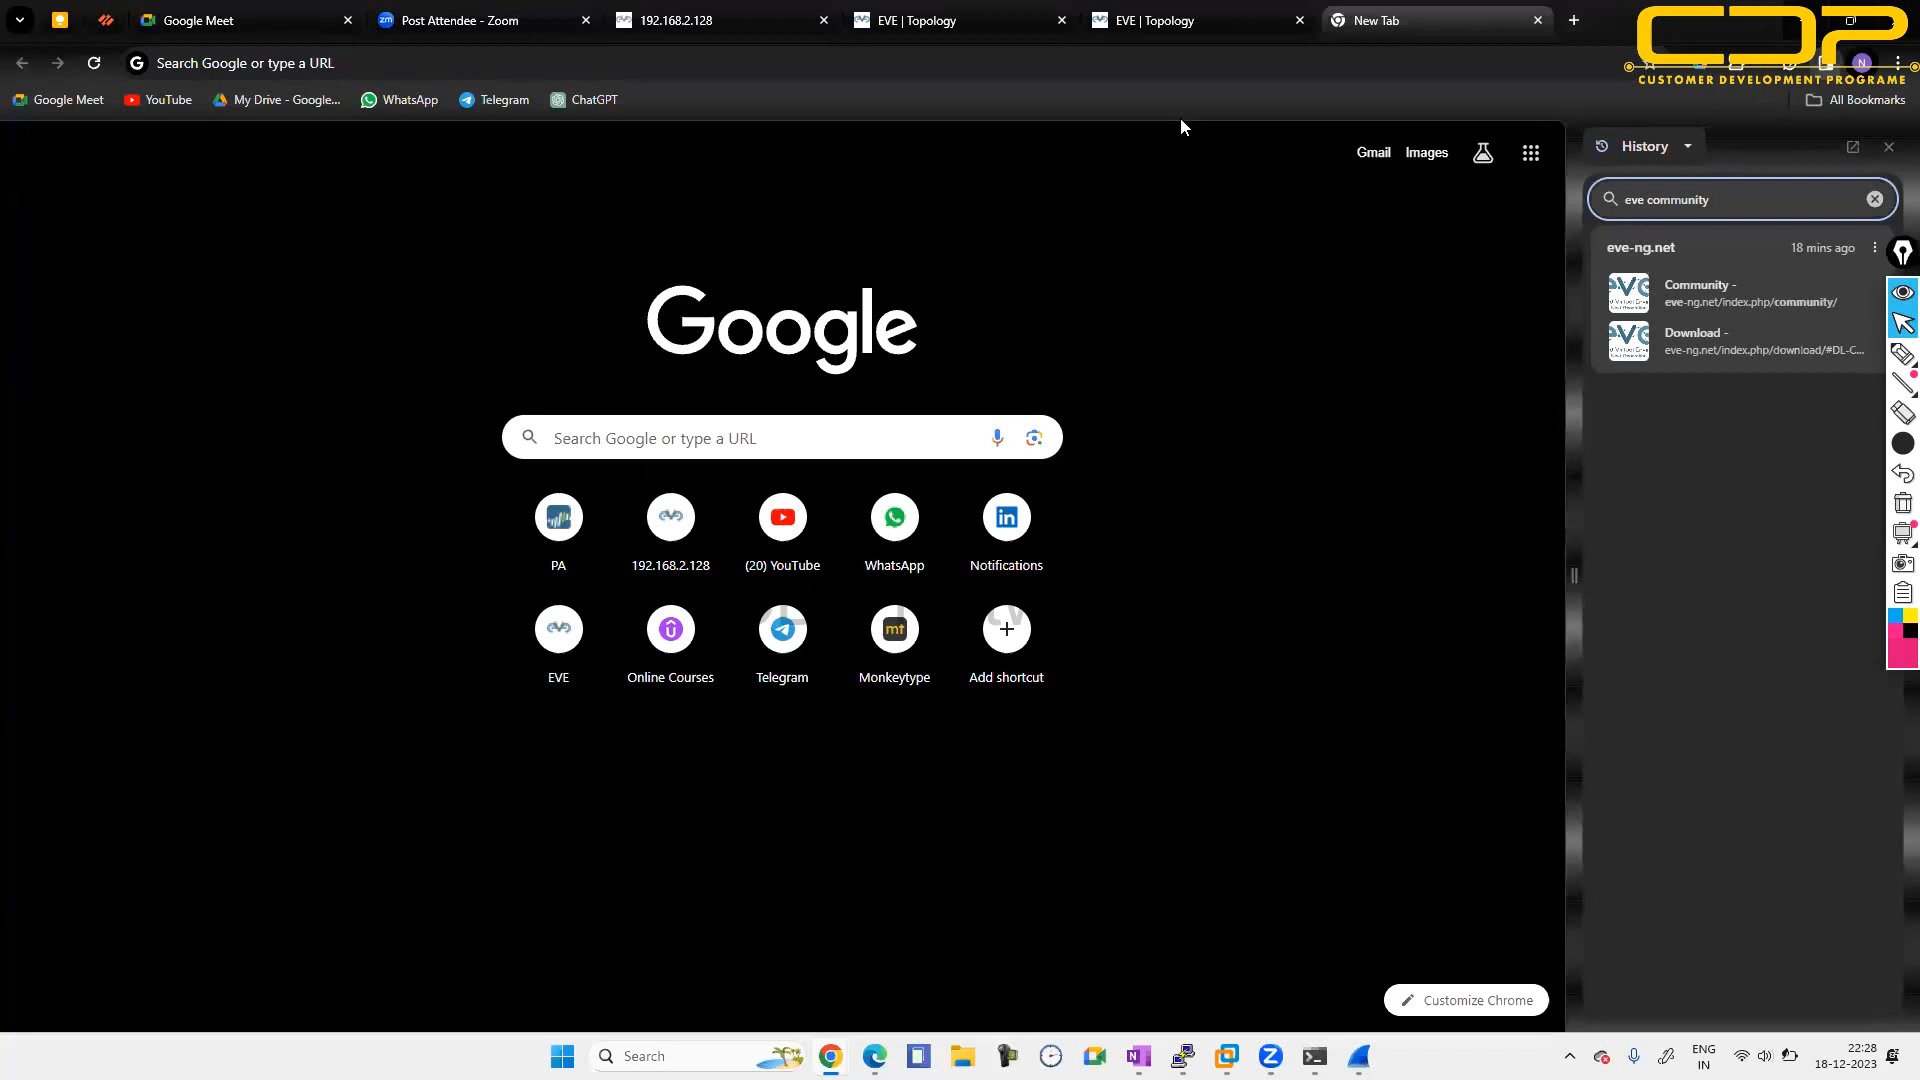 Google Meet
Post Attendee - Zoom
192.168.2.128
EVE | Topology
EVE | Topology
New Tab
Search Google or type a URL
Google Meet
YouTube
My Drive - Google...
WhatsApp
Telegram
ChatGPT
All Bookmarks
CDP
CUSTOMER DEVELOPMENT PROGRAME
Gmail
Images
History
eve community
eve-ng.net
18 mins ago
Community -
eve-ng.net/index.php/community/
Download -
eve-ng.net/index.php/download/#DL-C...
Google
Search Google or type a URL
PA
192.168.2.128
(20) YouTube
WhatsApp
Notifications
EVE
Online Courses
Telegram
Monkeytype
Add shortcut
Customize Chrome
Search
ENG
IN
22:28
18-12-2023